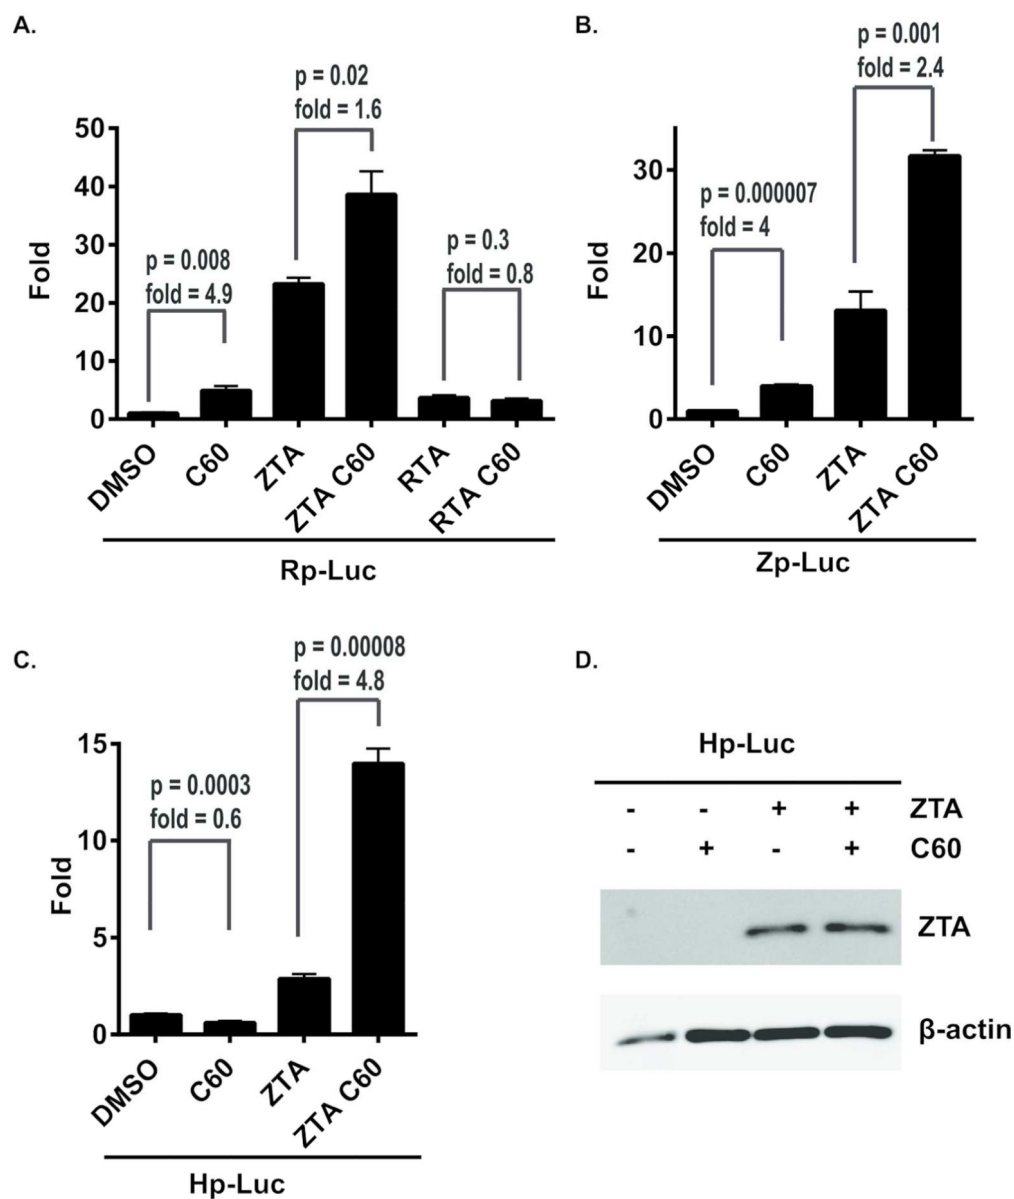 A.
p = 0.02
fold = 1.6
p = 0.008
fold = 4.9
p = 0.3
fold = 0.8
Fold
50
40
30
20
10
0
DMSO
C60
ZTA
ZTA C60
RTA
RTA C60
Rp-Luc
B.
p = 0.001
fold = 2.4
p = 0.000007
fold = 4
Fold
30
20
10
0
DMSO
C60
ZTA
ZTA C60
Zp-Luc
C.
p = 0.00008
fold = 4.8
p = 0.0003
fold = 0.6
Fold
15
10
5
0
DMSO
C60
ZTA
ZTA C60
Hp-Luc
D.
Hp-Luc
- - + + ZTA
- + - + C60
ZTA
β-actin